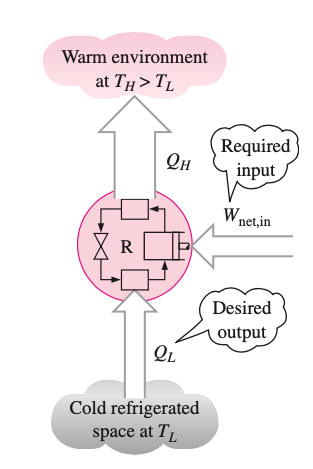 Warm environment
at T_H > T_L
Q_H
Required
input
W_net,in
R
Desired
output
Q_L
Cold refrigerated
space at T_L